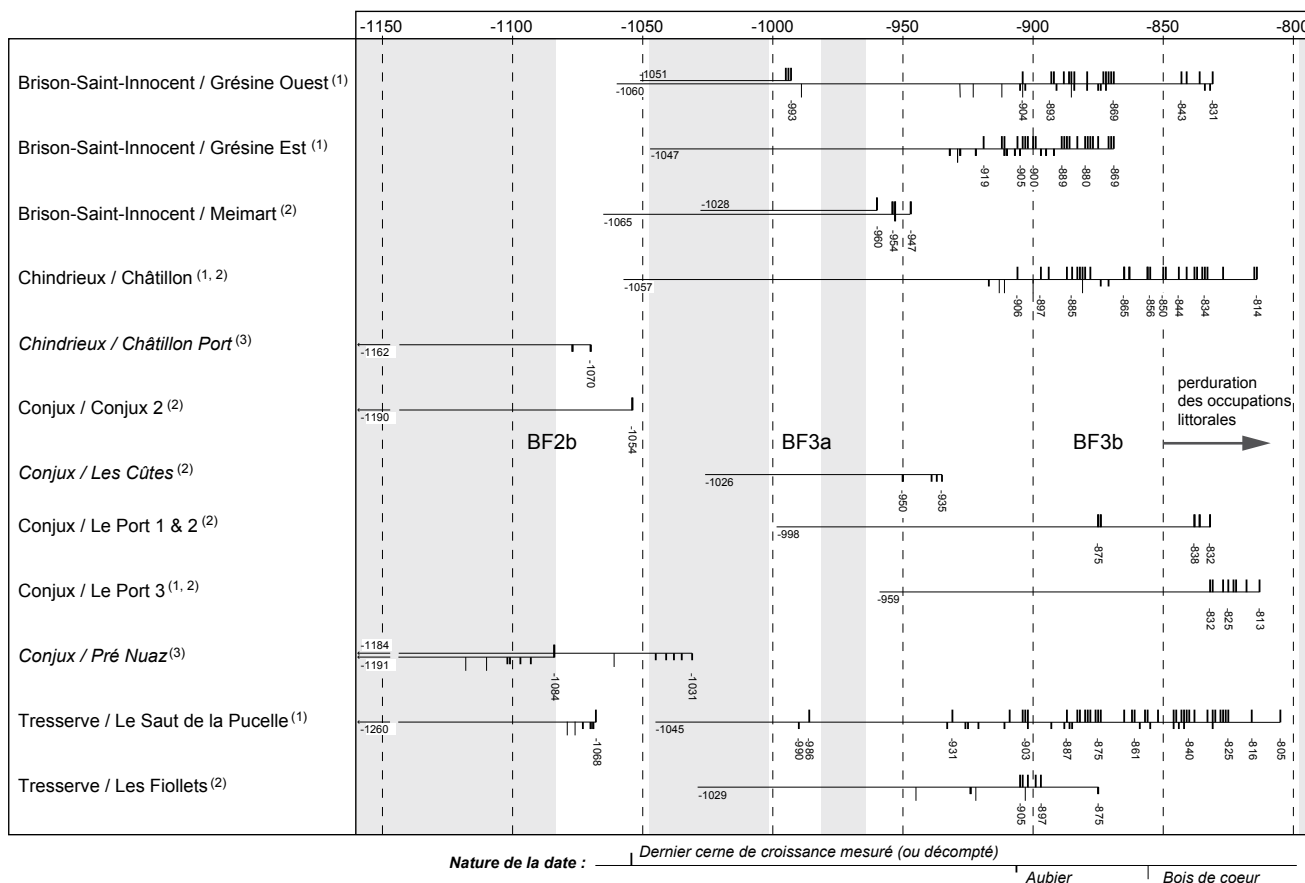 -1150 -1100 -1050 -1000 -950 -900 -850 -800
Brison-Saint-Innocent / Grésine Ouest (1)
-1051
-1060
-993 -904 -893 -869 -843 -831
Brison-Saint-Innocent / Grésine Est (1)
-1047
-919 -905 -900 -889 -880 -869
Brison-Saint-Innocent / Meimart (2)
-1028
-1065
-960 -954 -947
Chindrieux / Châtillon (1, 2)
-1057
-906 -897 -885 -865 -856 -850 -844 -834 -814
Chindrieux / Châtillon Port (3)
-1162
-1070
Conjux / Conjux 2 (2)
-1190
-1054
perduration
des occupations
littorales
BF2b BF3a BF3b
Conjux / Les Cûtes (2)
-1026
-950 -935
Conjux / Le Port 1 & 2 (2)
-998
-875 -838 -832
Conjux / Le Port 3 (1, 2)
-959
-832 -825 -813
Conjux / Pré Nuaz (3)
-1184
-1191
-1084 -1031
Tresserve / Le Saut de la Pucelle (1)
-1260
-1068
-1045
-990 -986 -931 -903 -887 -875 -861 -840 -825 -816 -805
Tresserve / Les Fiollets (2)
-1029
-905 -897 -875
Nature de la date : Dernier cerne de croissance mesuré (ou décompté)
Aubier Bois de coeur